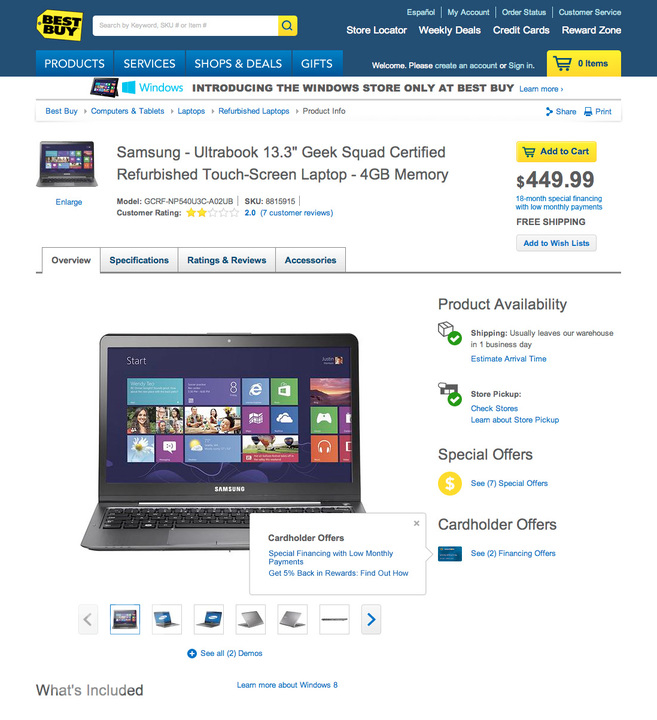 BEST
BUY
Search by Keyword, SKU # or Item #
Español
My Account
Order Status
Customer Service
Store Locator
Weekly Deals
Credit Cards
Reward Zone
PRODUCTS
SERVICES
SHOPS & DEALS
GIFTS
Welcome. Please create an account or Sign in.
0 Items
Windows
INTRODUCING THE WINDOWS STORE ONLY AT BEST BUY
Learn more ›
Best Buy › Computers & Tablets › Laptops › Refurbished Laptops › Product Info
Share
Print
Samsung - Ultrabook 13.3" Geek Squad Certified
Refurbished Touch-Screen Laptop - 4GB Memory
Enlarge
Model: GCRF-NP540U3C-A02UB
SKU: 8815915
Customer Rating:
2.0 (7 customer reviews)
Add to Cart
$449.99
18-month special financing
with low monthly payments
FREE SHIPPING
Add to Wish Lists
Overview
Specifications
Ratings & Reviews
Accessories
Start
Justin
8
SAMSUNG
Product Availability
Shipping: Usually leaves our warehouse
in 1 business day
Estimate Arrival Time
Store Pickup:
Check Stores
Learn about Store Pickup
Special Offers
$
See (7) Special Offers
Cardholder Offers
See (2) Financing Offers
×
Cardholder Offers
Special Financing with Low Monthly
Payments
Get 5% Back in Rewards: Find Out How
See all (2) Demos
What's Included
Learn more about Windows 8